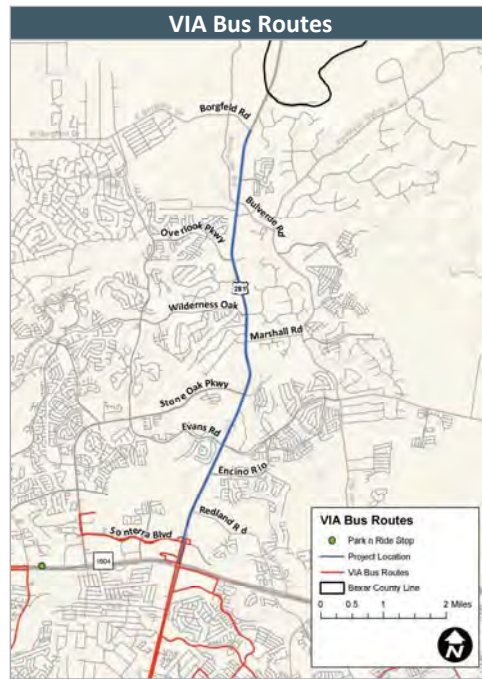 VIA Bus Routes
Borgfeld Rd
Bulverde Rd
Overlook Pkwy
281
Wilderness Oak
Marshall Rd
Stone Oak Pkwy
Evans Rd
Encino Rio
Redland Rd
Sonterra Blvd
1604
VIA Bus Routes
Park n Ride Stop
Project Location
VIA Bus Routes
Bexar County Line
0 0.5 1 2 Miles
N